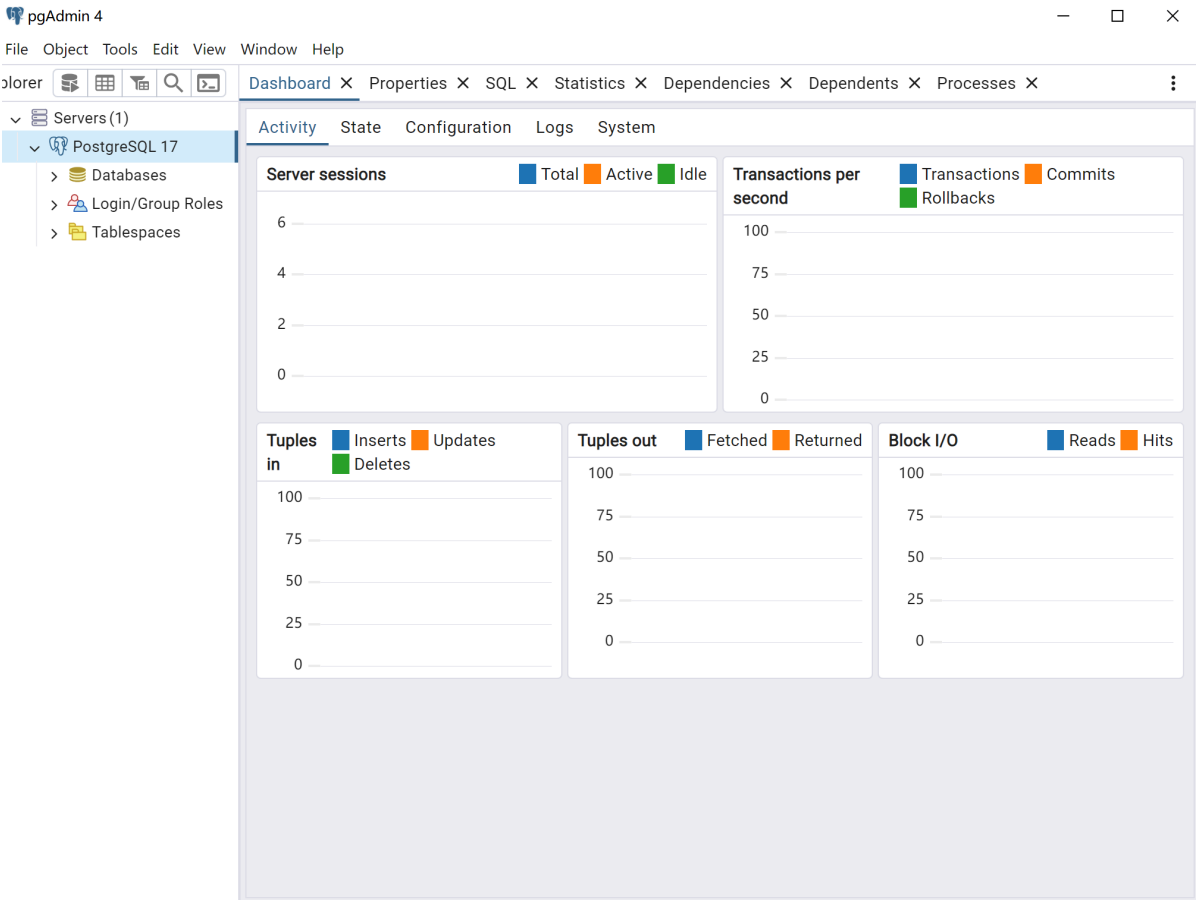 pgAdmin 4
File Object Tools Edit View Window Help
plorer
Dashboard Properties SQL Statistics Dependencies Dependents Processes
Servers (1)
PostgreSQL 17
Databases
Login/Group Roles
Tablespaces
Activity State Configuration Logs System
Server sessions Total Active Idle
6
4
2
0
Transactions per second Transactions Commits
Rollbacks
100
75
50
25
0
Tuples in Inserts Updates
Deletes
100
75
50
25
0
Tuples out Fetched Returned
100
75
50
25
0
Block I/O Reads Hits
100
75
50
25
0